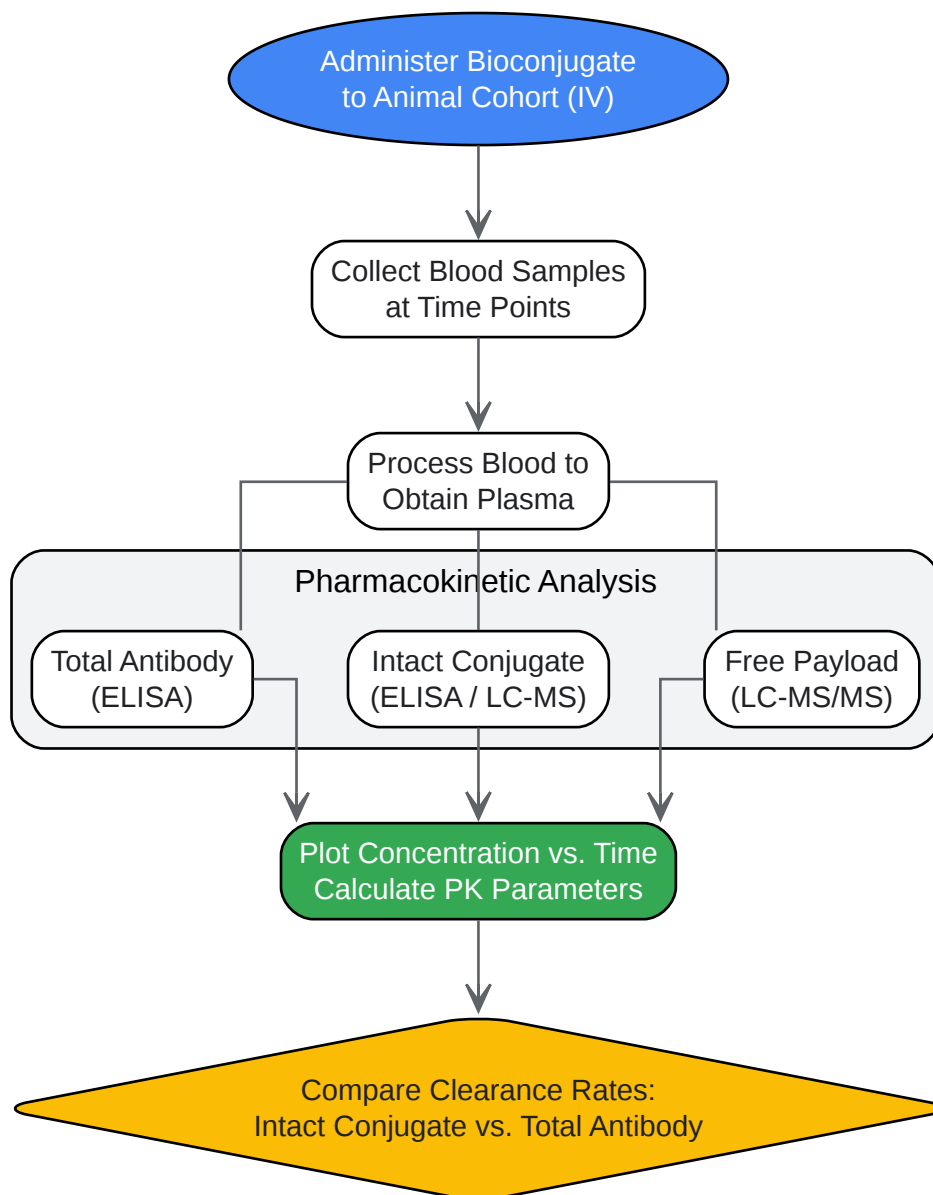 Administer Bioconjugate
to Animal Cohort (IV)
Collect Blood Samples
at Time Points
Process Blood to
Obtain Plasma
Pharmacokinetic Analysis
Total Antibody
(ELISA)
Intact Conjugate
(ELISA / LC-MS)
Free Payload
(LC-MS/MS)
Plot Concentration vs. Time
Calculate PK Parameters
Compare Clearance Rates:
Intact Conjugate vs. Total Antibody